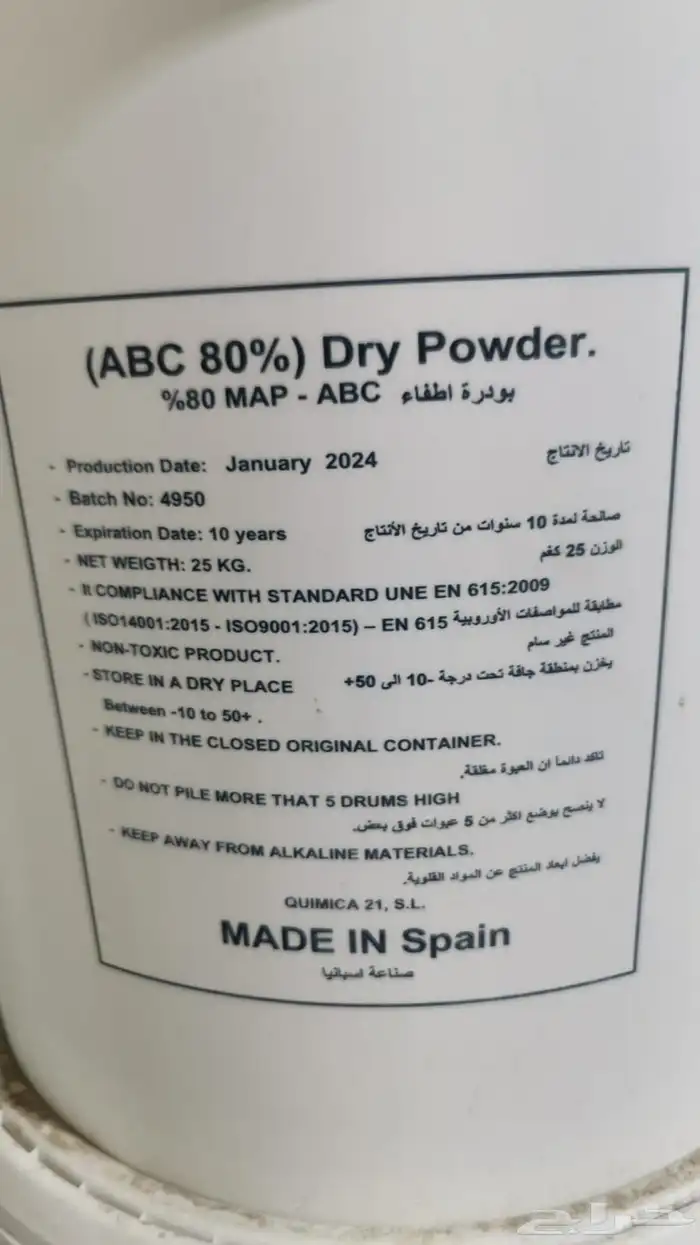 (ABC 80%) Dry Powder.
%80 MAP - ABC بودرة اطفاء
- Production Date: January 2024 تاريخ الانتاج
- Batch No: 4950
- Expiration Date: 10 years صالحة لمدة 10 سنوات من تاريخ الأنتاج
- NET WEIGTH: 25 KG. الوزن 25 كغم
- It COMPLIANCE WITH STANDARD UNE EN 615:2009
(ISO14001:2015 - ISO9001:2015) – EN 615 مطابقة للمواصفات الأوروبية
- NON-TOXIC PRODUCT. المنتج غير سام
- STORE IN A DRY PLACE يخزن بمنطقة جافة تحت درجة -10 الى 50+
Between -10 to 50+ .
- KEEP IN THE CLOSED ORIGINAL CONTAINER.
تاكد دائما ان العبوة مغلقة.
- DO NOT PILE MORE THAT 5 DRUMS HIGH
لا ينصح بوضع اكثر من 5 عبوات فوق بعض.
- KEEP AWAY FROM ALKALINE MATERIALS.
يفضل ابعاد المنتج عن المواد القلوية.
QUIMICA 21, S.L.
MADE IN Spain
صناعة اسبانيا
حراج